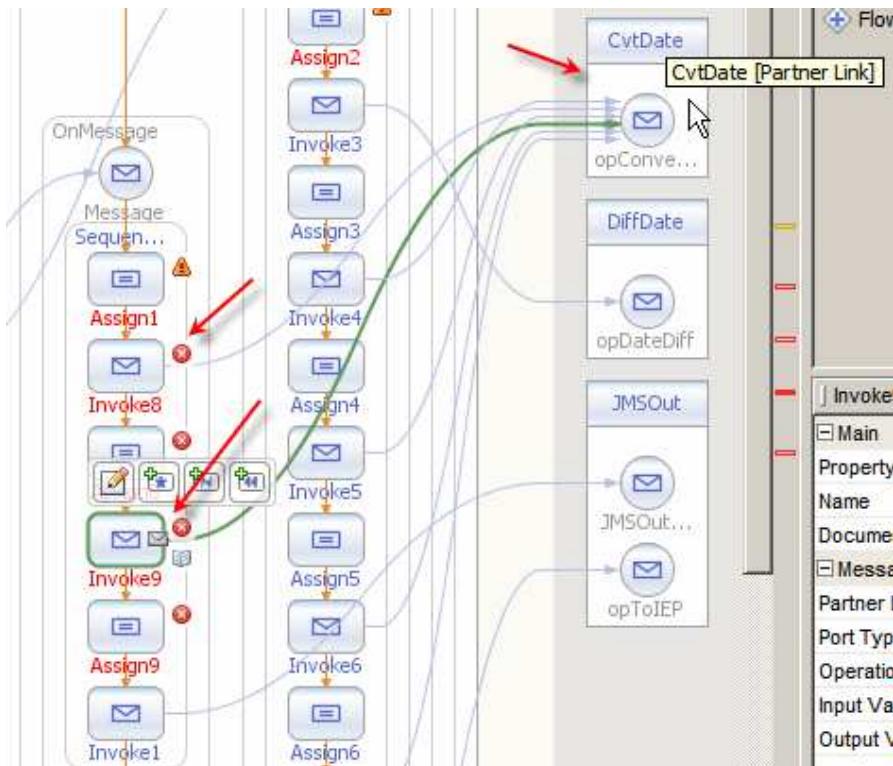 OnMessage
Message
Sequen...
Assign1
Invoke8
Invoke9
Assign9
Invoke1
Assign2
Invoke3
Assign3
Invoke4
Assign4
Invoke5
Assign5
Invoke6
Assign6
CvtDate
CvtDate [Partner Link]
opConve...
DiffDate
opDateDiff
JMSOut
JMSOut...
opToIEP
Flow
Invoke
Main
Property
Name
Docume
Messa
Partner
Port Typ
Operatio
Input Va
Output V